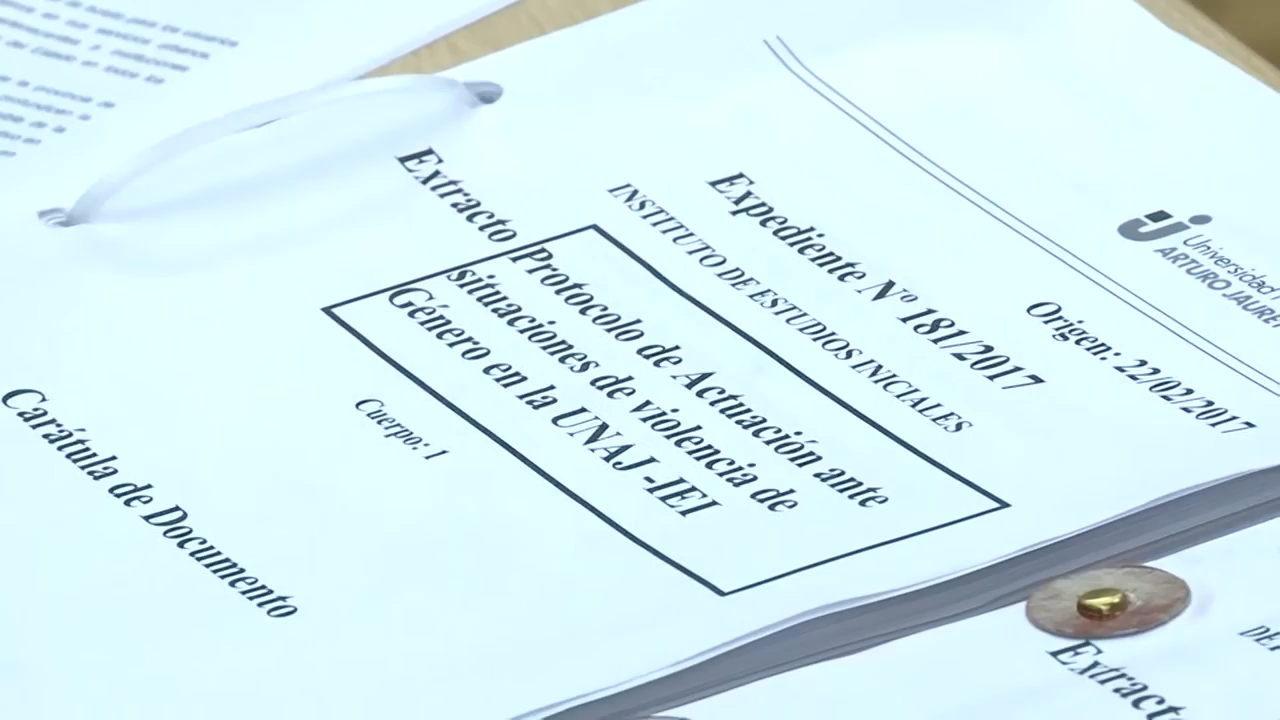 Universidad
ARTURO JAURE
Origen: 22/02/2017
Expediente Nº 181/2017
INSTITUTO DE ESTUDIOS INICIALES
Extracto Protocolo de Actuación ante
situaciones de violencia de
Género en la UNAJ -IEI
Cuerpo: 1
Carátula de Documento
Extract